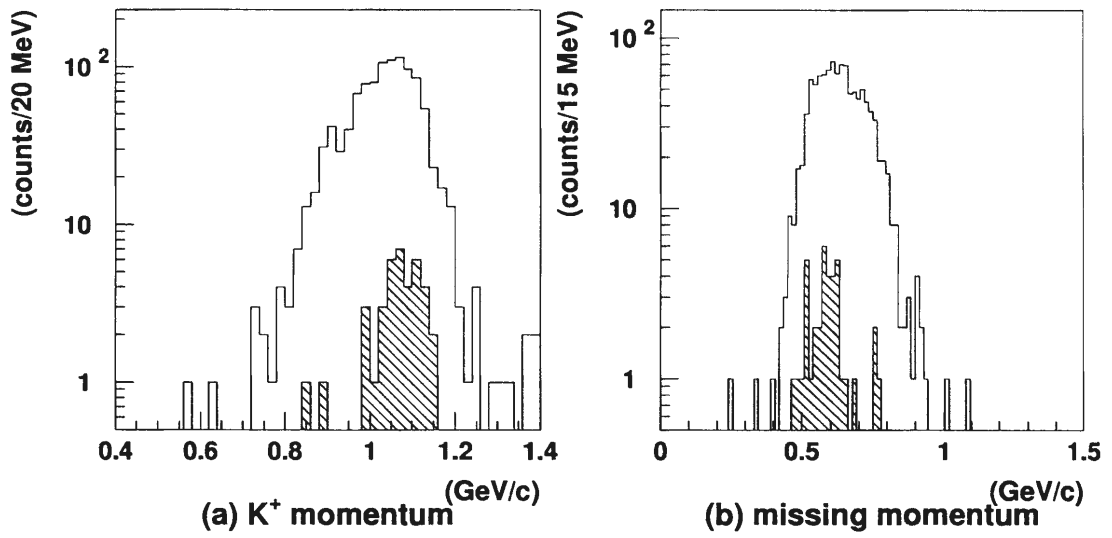 (counts/20 MeV)
10²
10
1
0.4 0.6 0.8 1 1.2 1.4
(GeV/c)
(a) K⁺ momentum
(counts/15 MeV)
10²
10
1
0 0.5 1 1.5
(GeV/c)
(b) missing momentum